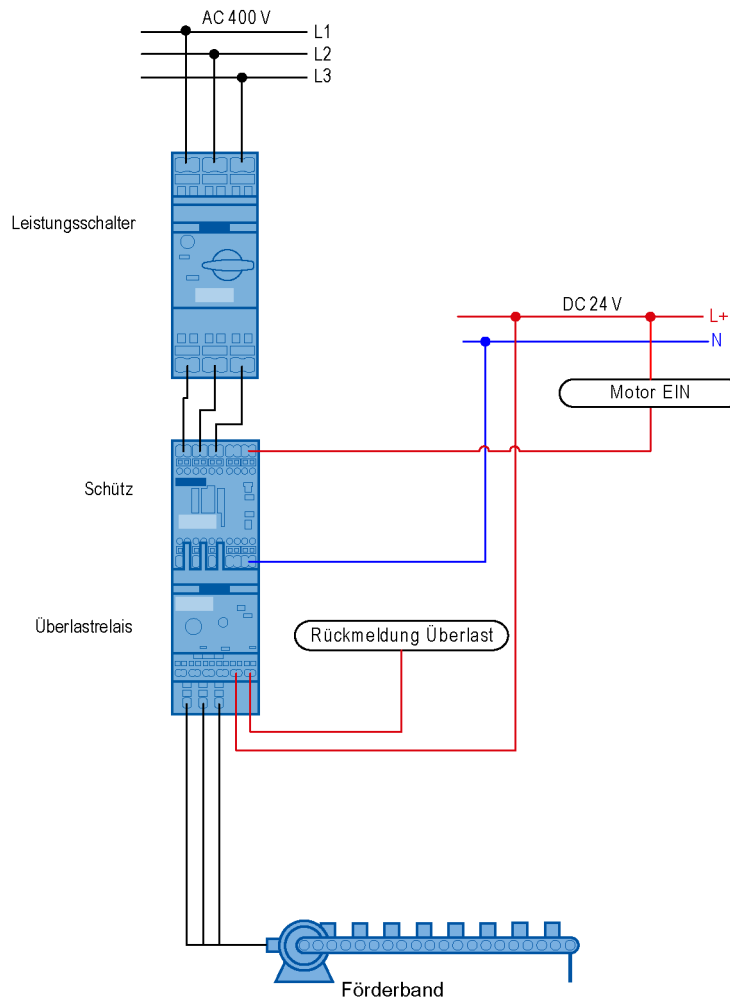 AC 400 V
L1
L2
L3
Leistungsschalter
DC 24 V
L+
N
Motor EIN
Schütz
Überlastrelais
Rückmeldung Überlast
Förderband